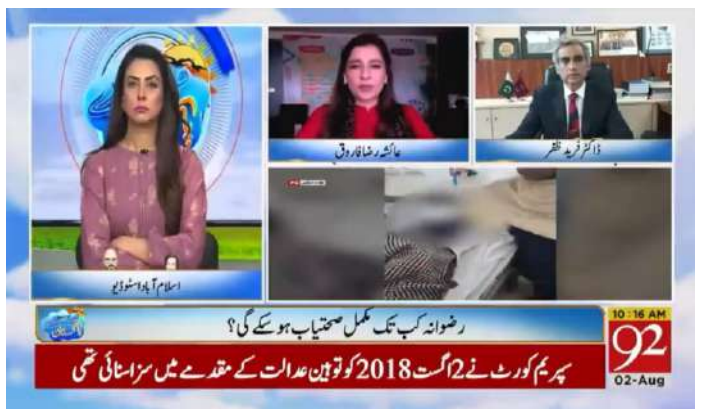 عائشہ رضا فاروق
ڈاکٹر فرید ظفر
اسلام آباد اسٹوڈیو
رضوانہ کب تک مکمل صحتیاب ہو سکے گی؟
10:16 AM
92
02-Aug
سپریم کورٹ نے 2 اگست 2018 کو توہین عدالت کے مقدمے میں سزا سنائی تھی